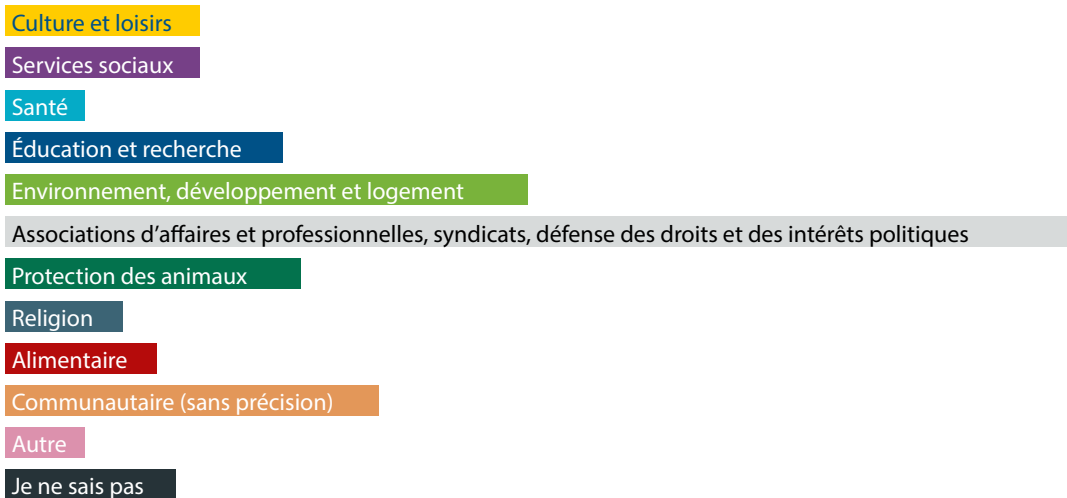 Culture et loisirs
Services sociaux
Santé
Éducation et recherche
Environnement, développement et logement
Associations d’affaires et professionnelles, syndicats, défense des droits et des intérêts politiques
Protection des animaux
Religion
Alimentaire
Communautaire (sans précision)
Autre
Je ne sais pas